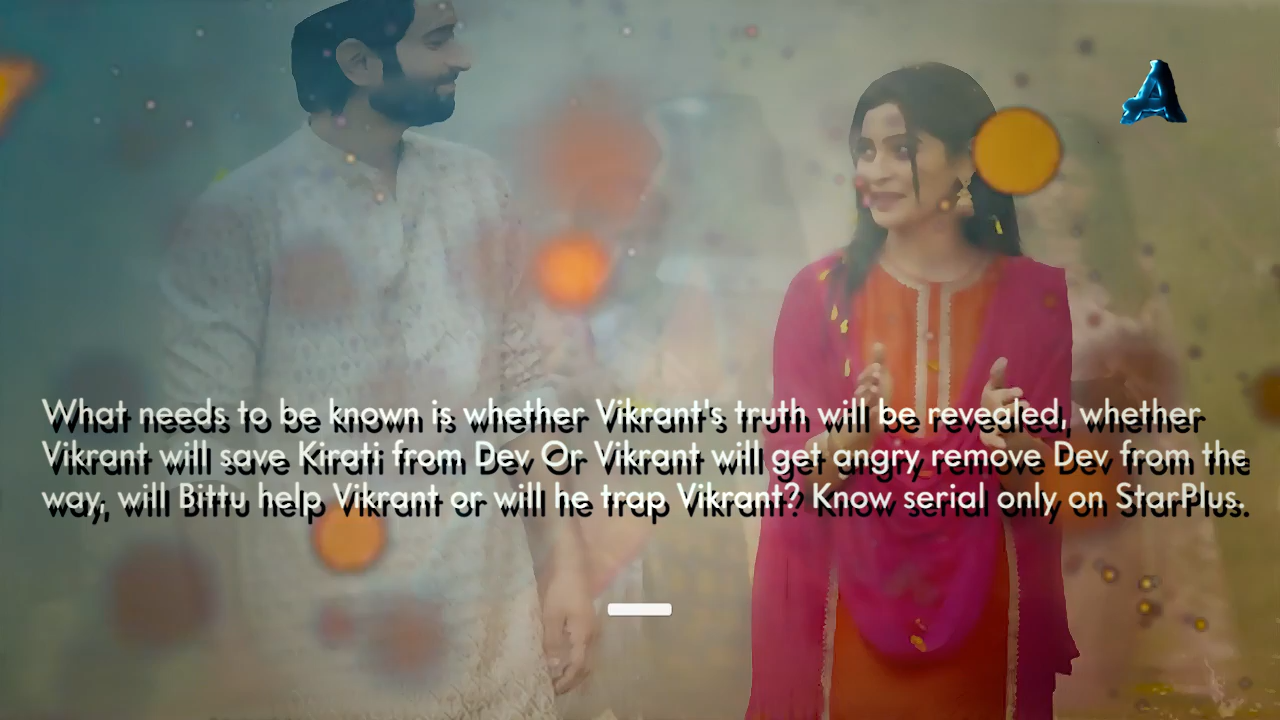 A
What needs to be known is whether Vikrant's truth will be revealed, whether
Vikrant will save Kirati from Dev Or Vikrant will get angry remove Dev from the
way, will Bittu help Vikrant or will he trap Vikrant? Know serial only on StarPlus.